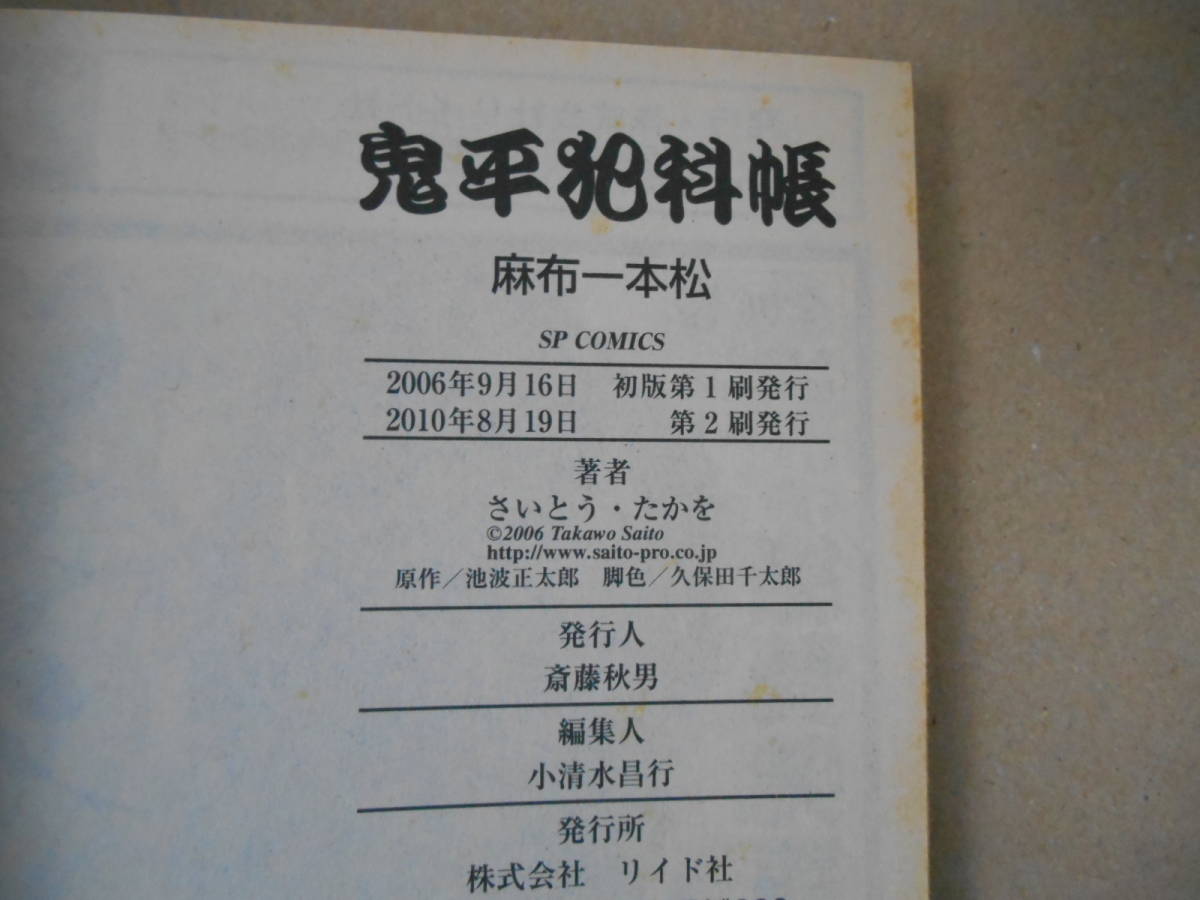 鬼平犯科帳
麻布一本松
SP COMICS
2006年9月16日 初版第1刷発行
2010年8月19日 第2刷発行
著者
さいとう・たかを
©2006 Takawo Saito
http://www.saito-pro.co.jp
原作/池波正太郎 脚色/久保田千太郎
発行人
斎藤秋男
編集人
小清水昌行
発行所
株式会社 リイド社